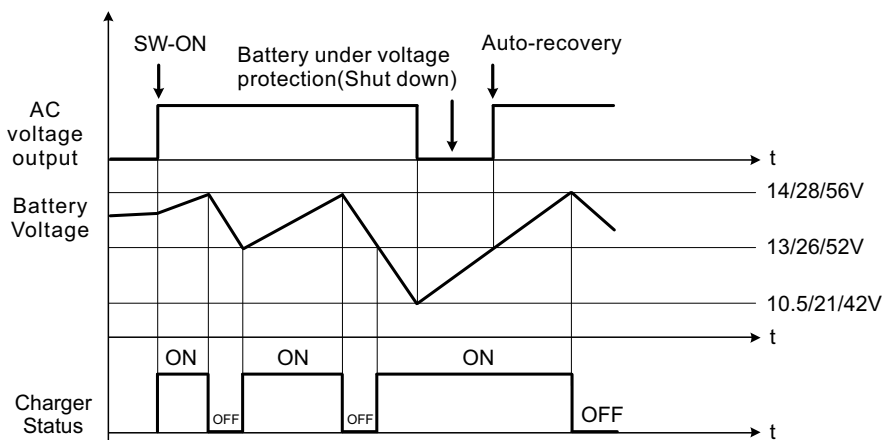 SW-ON
Battery under voltage
protection(Shut down)
Auto-recovery
AC
voltage
output
t
Battery
Voltage
14/28/56V
13/26/52V
10.5/21/42V
t
ON
ON
ON
OFF
OFF
OFF
Charger
Status
t